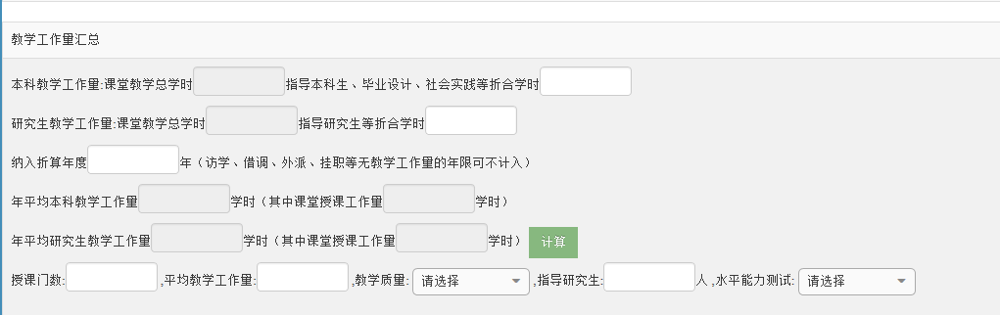 教学工作量汇总
本科教学工作量:课堂教学总学时 指导本科生、毕业设计、社会实践等折合学时
研究生教学工作量:课堂教学总学时 指导研究生等折合学时
纳入折算年度 年（访学、借调、外派、挂职等无教学工作量的年限可不计入）
年平均本科教学工作量 学时（其中课堂授课工作量 学时）
年平均研究生教学工作量 学时（其中课堂授课工作量 学时） 计算
授课门数: ,平均教学工作量: ,教学质量: 请选择 ,指导研究生: 人 ,水平能力测试: 请选择